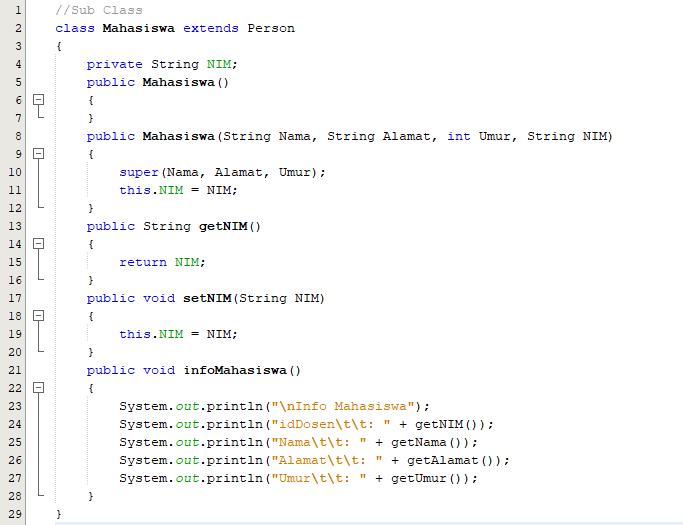 1 //Sub Class
2 class Mahasiswa extends Person
3 {
4     private String NIM;
5     public Mahasiswa()
6     {
7     }
8     public Mahasiswa(String Nama, String Alamat, int Umur, String NIM)
9     {
10         super(Nama, Alamat, Umur);
11         this.NIM = NIM;
12     }
13     public String getNIM()
14     {
15         return NIM;
16     }
17     public void setNIM(String NIM)
18     {
19         this.NIM = NIM;
20     }
21     public void infoMahasiswa()
22     {
23         System.out.println("\nInfo Mahasiswa");
24         System.out.println("idDosen\t\t: " + getNIM());
25         System.out.println("Nama\t\t: " + getNama());
26         System.out.println("Alamat\t\t: " + getAlamat());
27         System.out.println("Umur\t\t: " + getUmur());
28     }
29 }